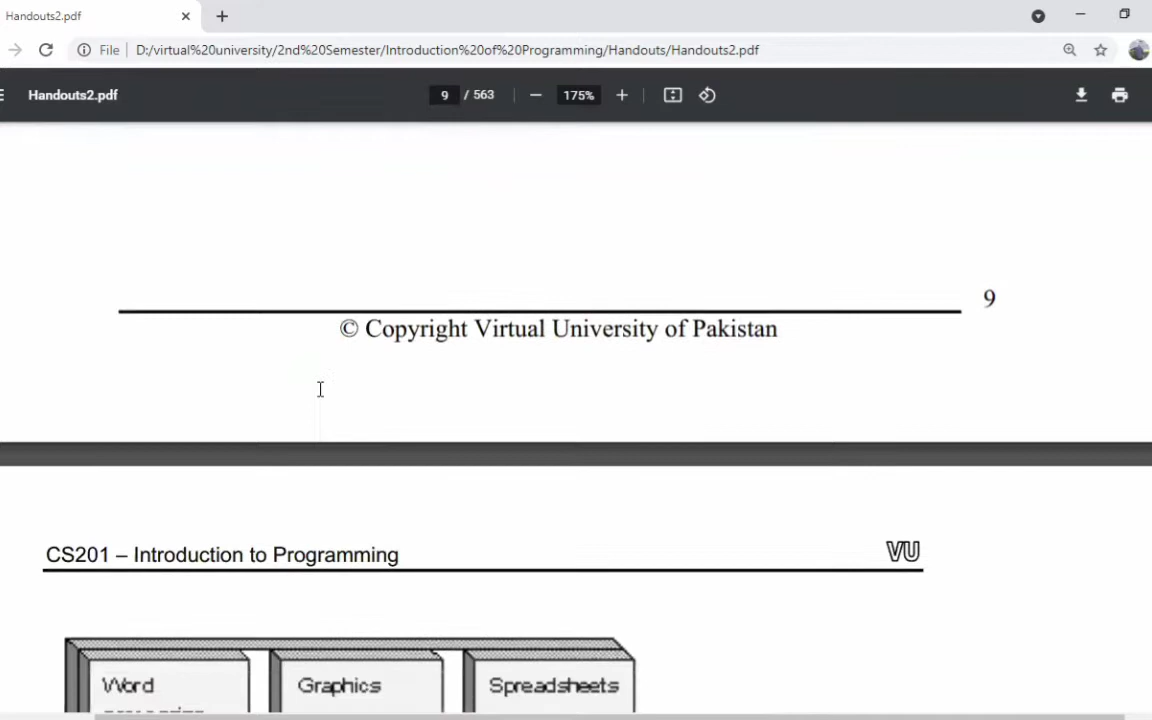 Handouts2.pdf
File D:/virtual%20university/2nd%20Semester/Introduction%20of%20Programming/Handouts/Handouts2.pdf
Handouts2.pdf 9 / 563 175%
9
© Copyright Virtual University of Pakistan
CS201 – Introduction to Programming VU
Word Graphics Spreadsheets